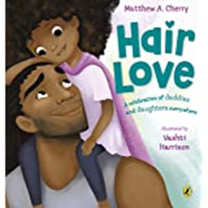 Matthew A. Cherry
Hair
Love
A celebration of daddies
and daughters everywhere
Illustrated by
Vashti
Harrison